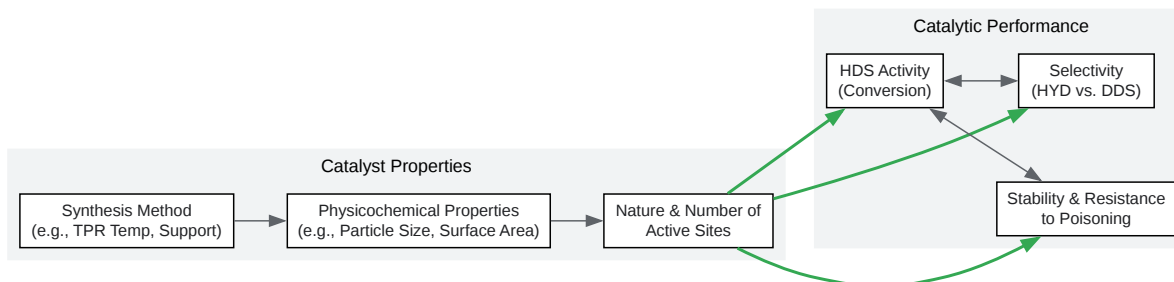 Catalytic Performance
HDS Activity
(Conversion)
Selectivity
(HYD vs. DDS)
Catalyst Properties
Synthesis Method
(e.g., TPR Temp, Support)
Physicochemical Properties
(e.g., Particle Size, Surface Area)
Nature & Number of
Active Sites
Stability & Resistance
to Poisoning